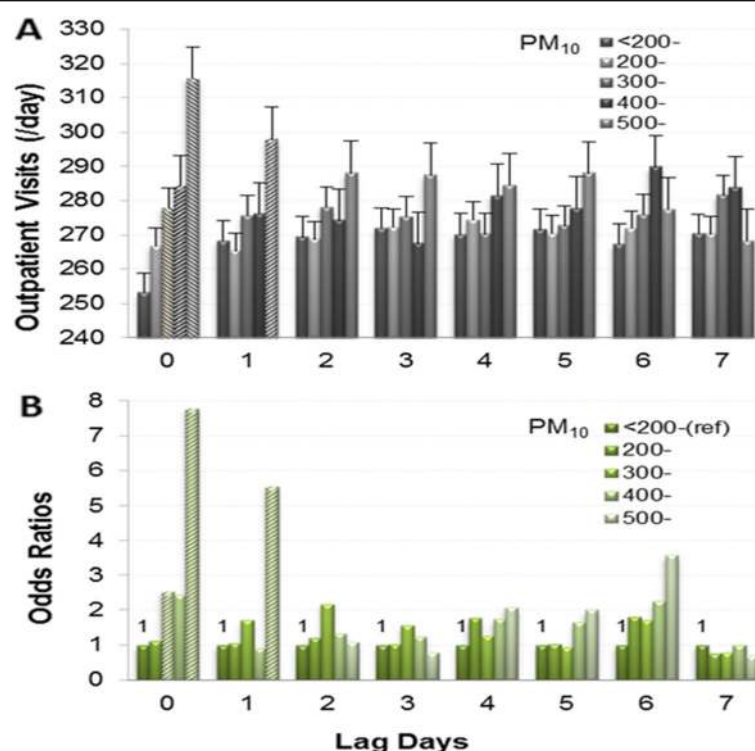 A
330
320
310
300
290
280
270
260
250
240
Outpatient Visits (/day)
PM10
<200-
200-
300-
400-
500-
0 1 2 3 4 5 6 7
B
8
7
6
5
4
3
2
1
0
Odds Ratios
PM10
<200-(ref)
200-
300-
400-
500-
1 1 1 1 1 1 1 1
0 1 2 3 4 5 6 7
Lag Days